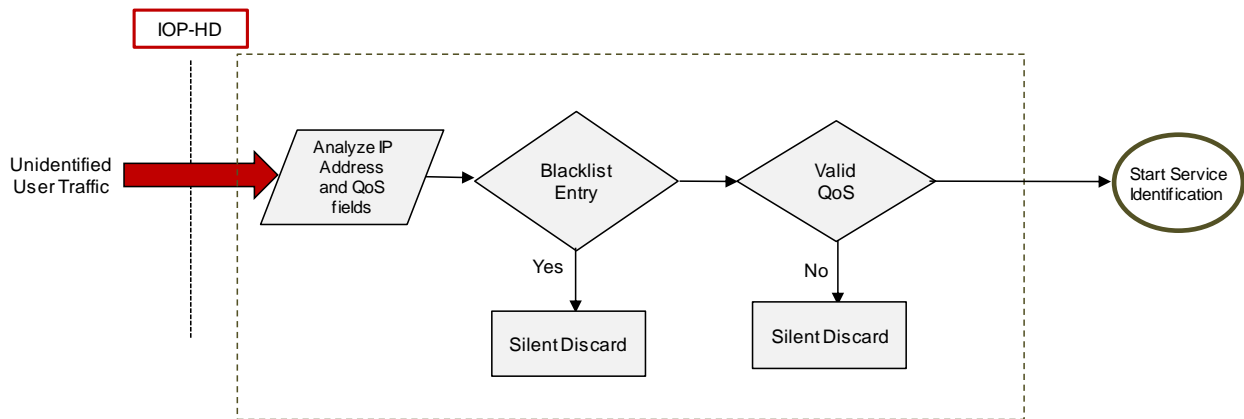 IOP-HD
Unidentified
User Traffic
Analyze IP
Address
and QoS
fields
Blacklist
Entry
Valid
QoS
Start Service
Identification
Yes
No
Silent Discard
Silent Discard